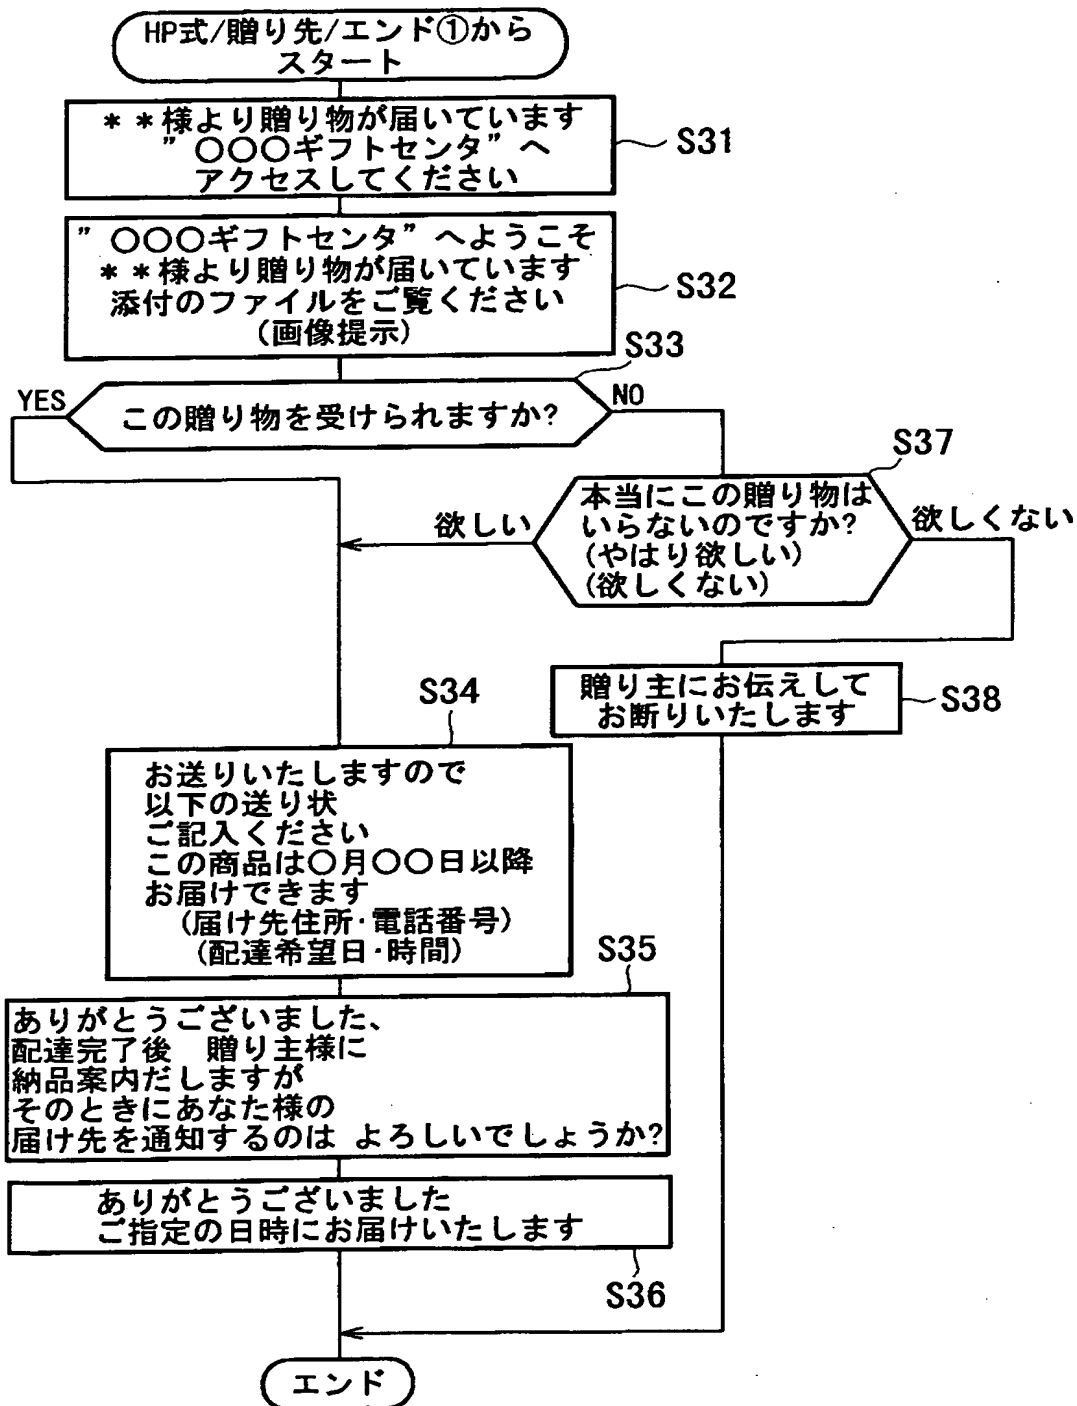 HP式/贈り先/エンド①から
スタート
**様より贈り物が届いています
”〇〇〇ギフトセンタ”へ
アクセスしてください
S31
”〇〇〇ギフトセンタ”へようこそ
**様より贈り物が届いています
添付のファイルをご覧ください
(画像提示)
S32
S33
YES
この贈り物を受けられますか?
NO
S37
本当にこの贈り物は
いらないのですか?
(やはり欲しい)
(欲しくない)
欲しい
欲しくない
贈り主にお伝えして
お断りいたします
S38
S34
お送りいたしますので
以下の送り状
ご記入ください
この商品は〇月〇〇日以降
お届けできます
(届け先住所・電話番号)
(配達希望日・時間)
S35
ありがとうございました、
配達完了後 贈り主様に
納品案内だしますが
そのときにあなた様の
届け先を通知するのは よろしいでしょうか?
ありがとうございました
ご指定の日時にお届けいたします
S36
エンド